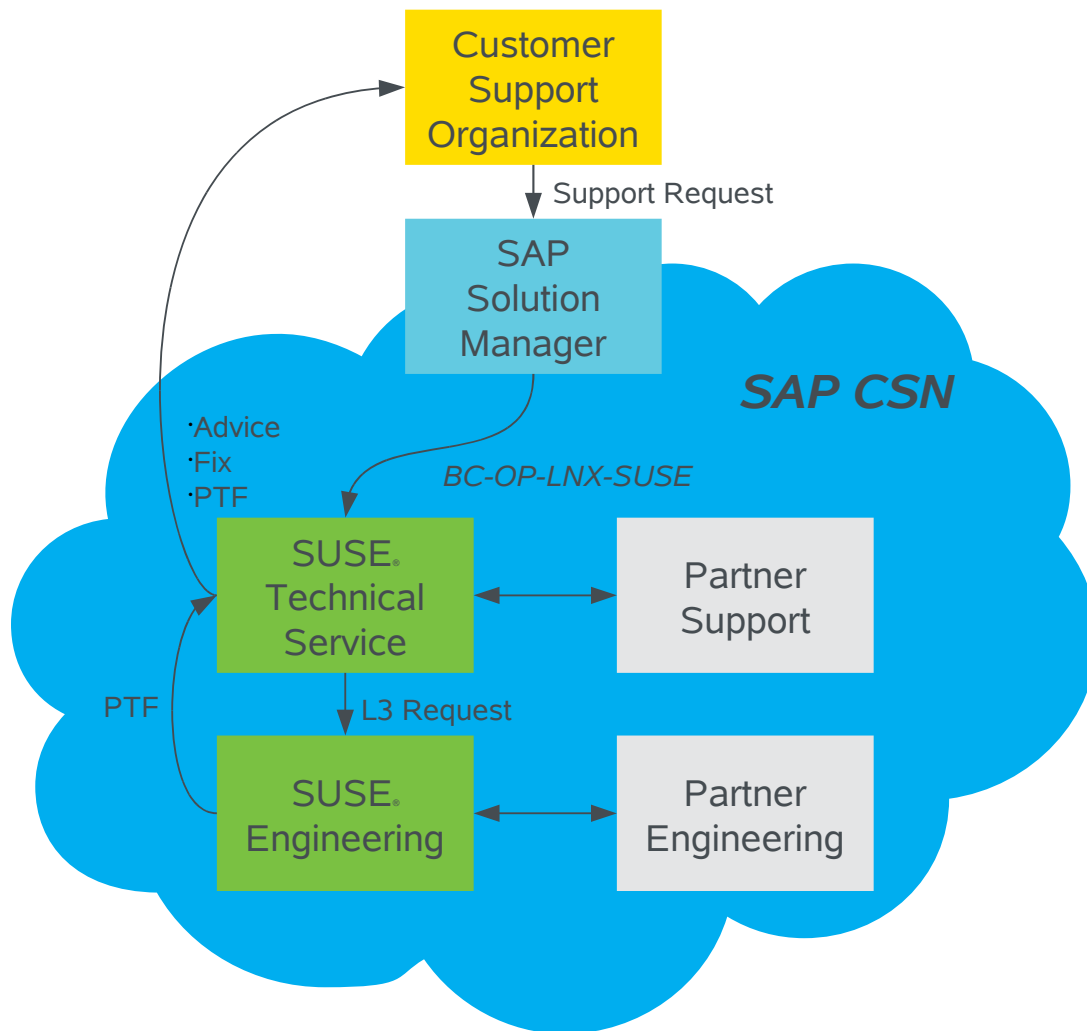 Customer
Support
Organization
Support Request
SAP
Solution
Manager
SAP CSN
·Advice
·Fix
·PTF
BC-OP-LNX-SUSE
SUSE®
Technical
Service
Partner
Support
PTF
L3 Request
SUSE®
Engineering
Partner
Engineering